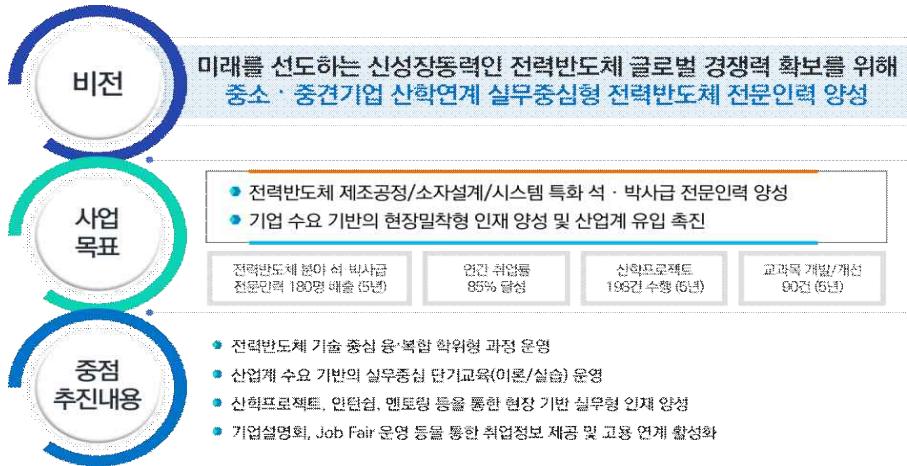 비전
미래를 선도하는 신성장동력인 전력반도체 글로벌 경쟁력 확보를 위해
중소 · 중견기업 산학연계 실무중심형 전력반도체 전문인력 양성
사업
목표
전력반도체 제조공정/소자설계/시스템 특화 석 · 박사급 전문인력 양성
기업 수요 기반의 현장밀착형 인재 양성 및 산업계 유입 촉진
전력반도체 분야 석·박사급
전문인력 180명 배출 (5년)
연간 취업률
85% 달성
산학프로젝트
195건 수행 (5년)
교과목 개발/개선
90건 (5년)
중점
추진내용
전력반도체 기술 중심 융·복합 학위형 과정 운영
산업계 수요 기반의 실무중심 단기교육(이론/실습) 운영
산학프로젝트, 인턴쉽, 멘토링 등을 통한 현장 기반 실무형 인재 양성
기업설명회, Job Fair 운영 등을 통한 취업정보 제공 및 고용 연계 활성화